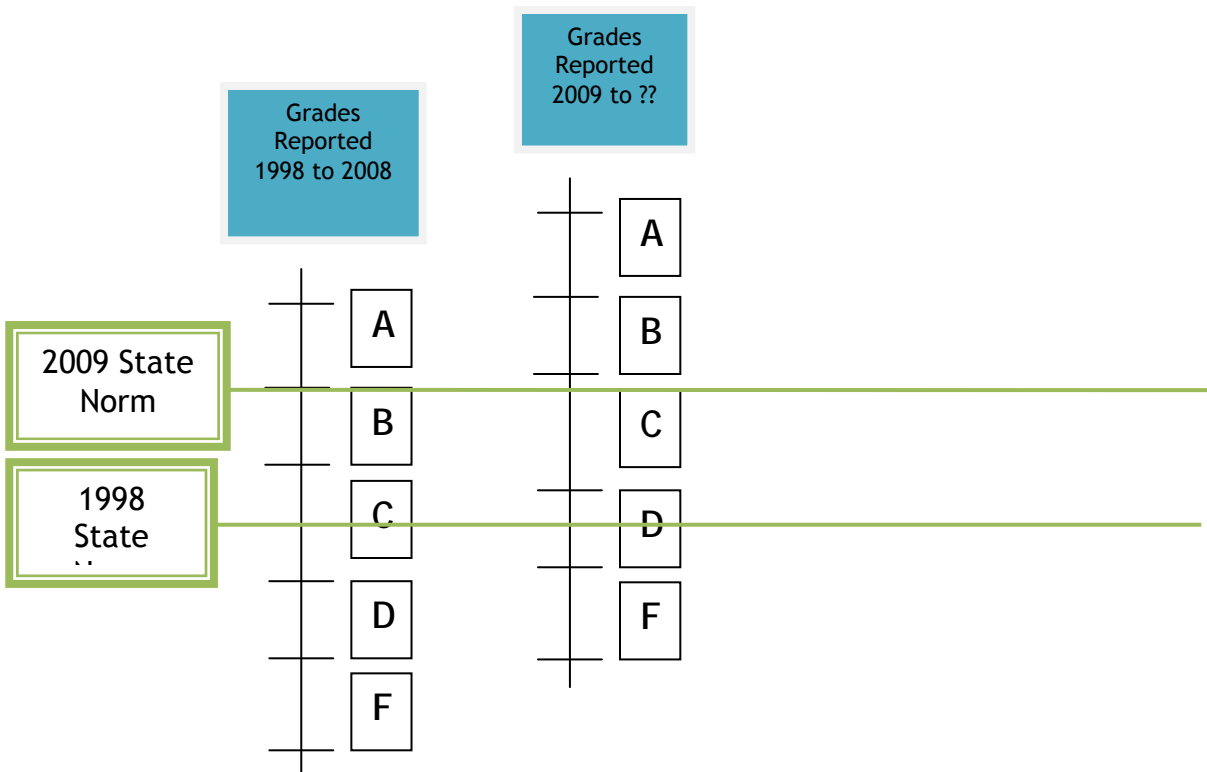 Grades
Reported
2009 to ??
Grades
Reported
1998 to 2008
A
B
C
D
F
A
B
C
D
F
2009 State
Norm
1998
State